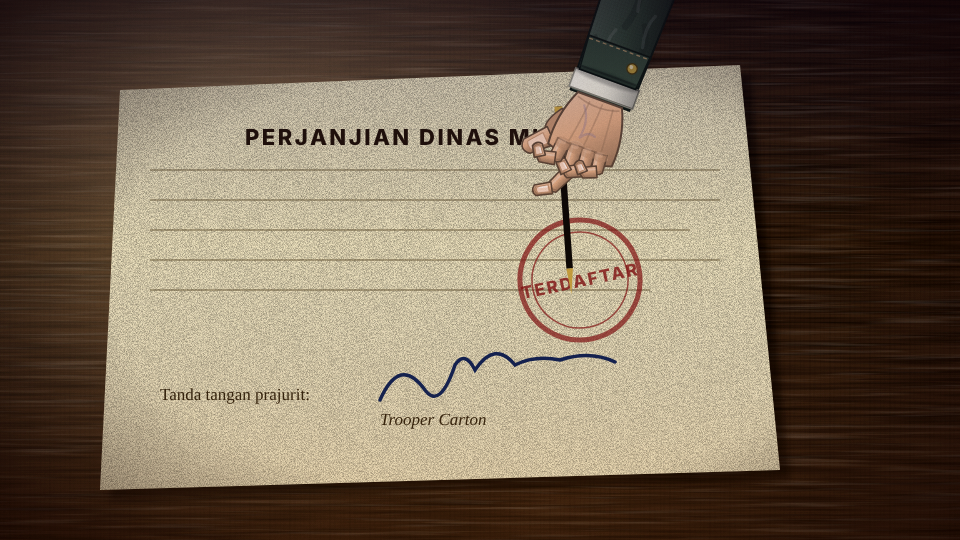 PERJANJIAN DINAS
TERDAFTAR
Tanda tangan prajurit:
Trooper Carton